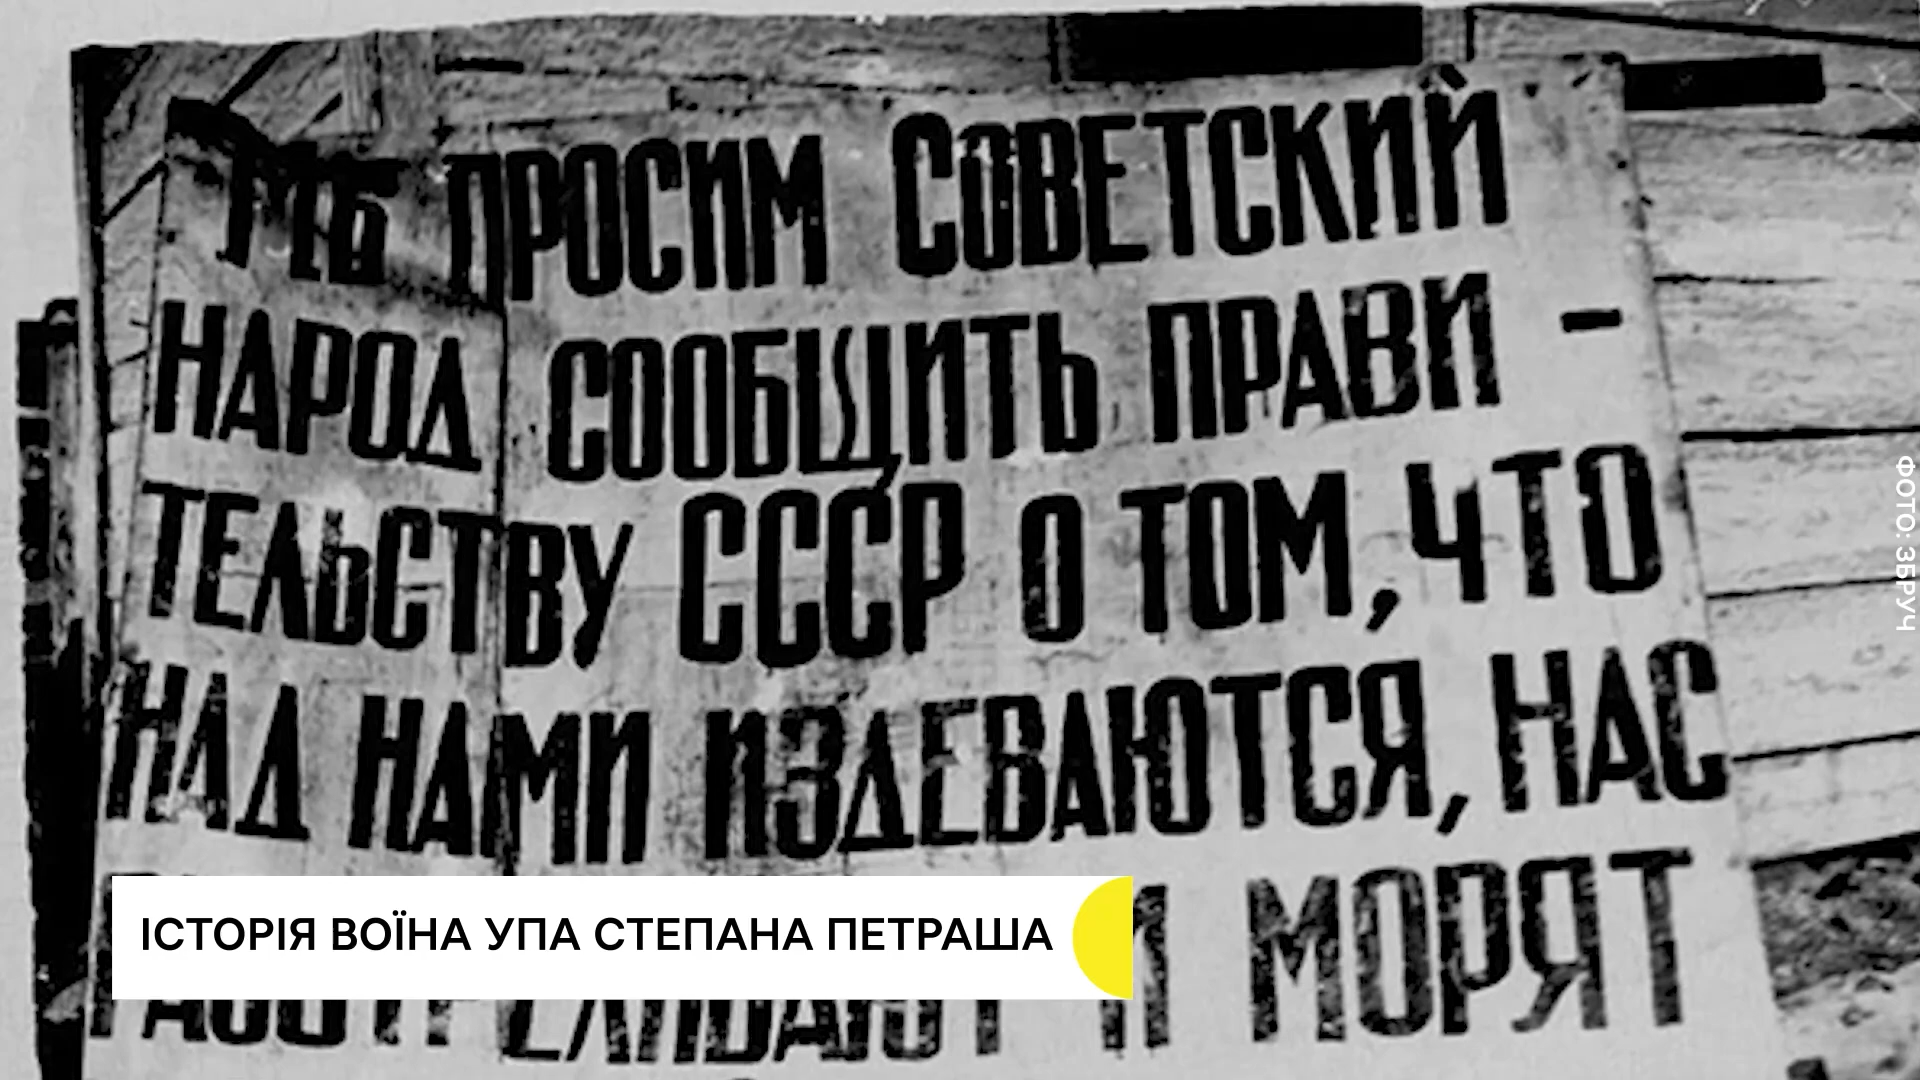 МЫ ПРОСИМ СОВЕТСКИЙ
НАРОД СООБЩИТЬ ПРАВИ -
ТЕЛЬСТВУ СССР О ТОМ, ЧТО
НАД НАМИ ИЗДЕВАЮТСЯ, НАС
И МОРЯТ
ІСТОРІЯ ВОЇНА УПА СТЕПАНА ПЕТРАША
ФОТО: ЗБРУЧ